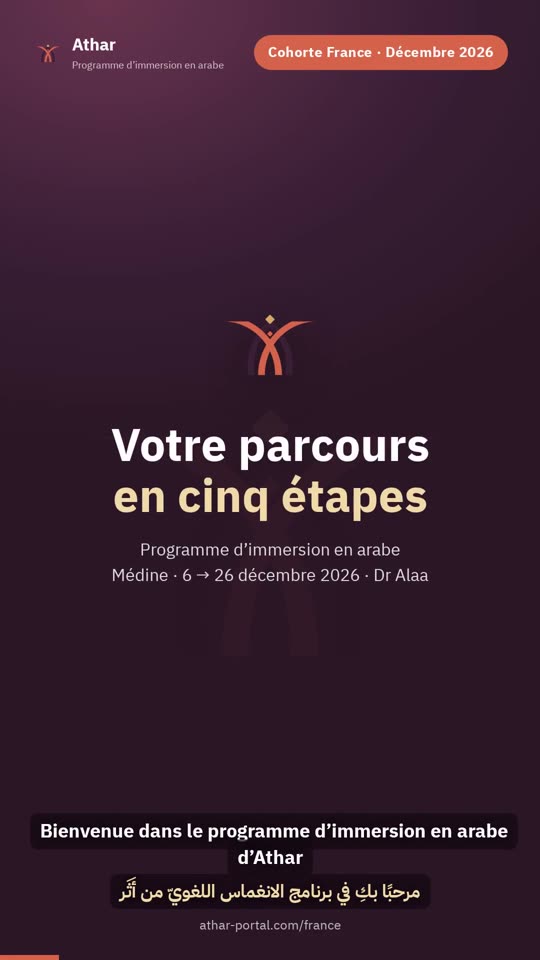 Athar
Programme d’immersion en arabe
Cohorte France · Décembre 2026
Votre parcours
en cinq étapes
Programme d’immersion en arabe
Médine · 6 → 26 décembre 2026 · Dr Alaa
Bienvenue dans le programme d’immersion en arabe
d’Athar
مرحبًا بكِ في برنامج الانغماس اللغويّ من أَثَر
athar-portal.com/france